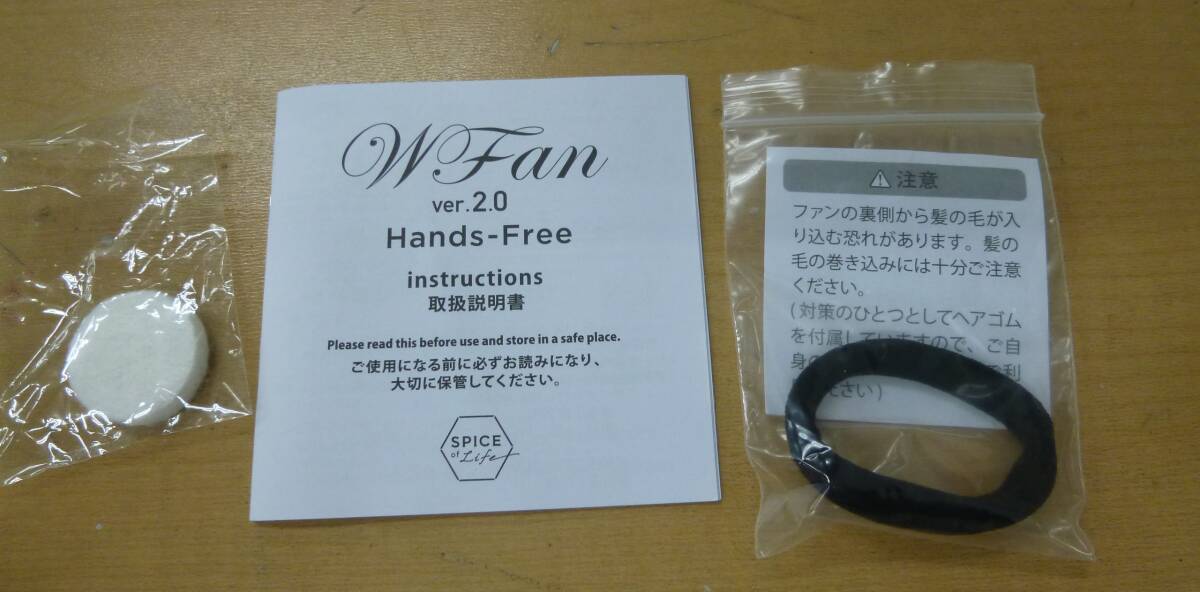 WFan
ver.2.0
Hands-Free
instructions
取扱説明書
Please read this before use and store in a safe place.
ご使用になる前に必ずお読みになり、
大切に保管してください。
SPICE
of Life
注意
ファンの裏側から髪の毛が入
り込む恐れがあります。髪の
毛の巻き込みには十分ご注意
ください。
(対策のひとつとしてヘアゴム
を付属していますので、ご自
身の
利
ださい)